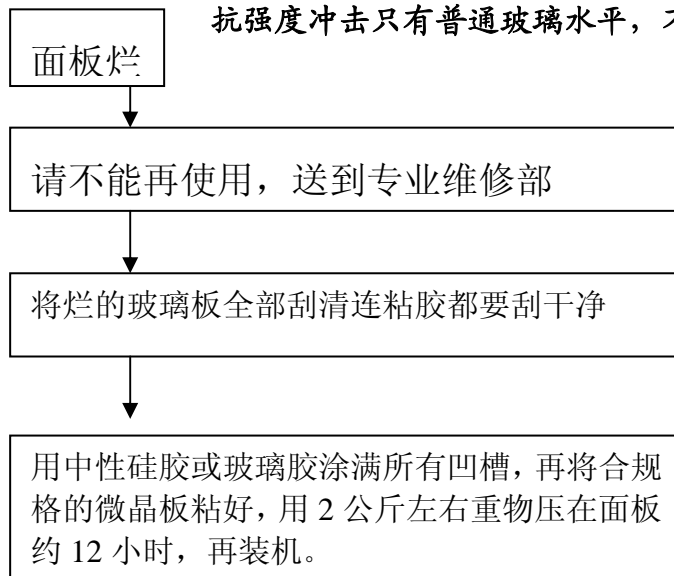 抗强度冲击只有普通玻璃水平，
面板烂
请不能再使用，送到专业维修部
将烂的玻璃板全部刮清连粘胶都要刮干净
用中性硅胶或玻璃胶涂满所有凹槽，再将合规
格的微晶板粘好，用 2 公斤左右重物压在面板
约 12 小时，再装机。